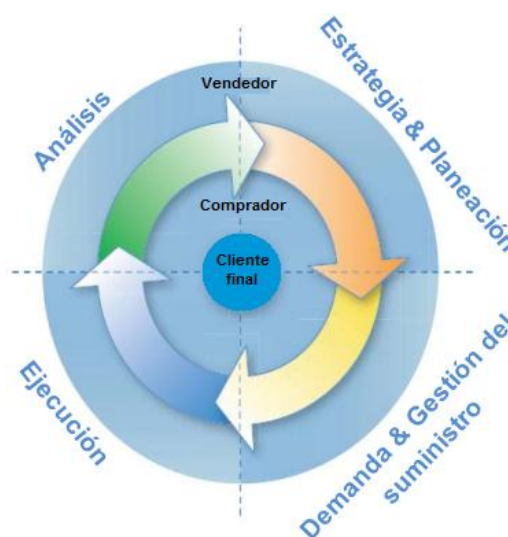 Vendedor
Estrategia & Planeación
Análisis
Comprador
Cliente
final
Ejecución
Demanda & Gestión del
suministro